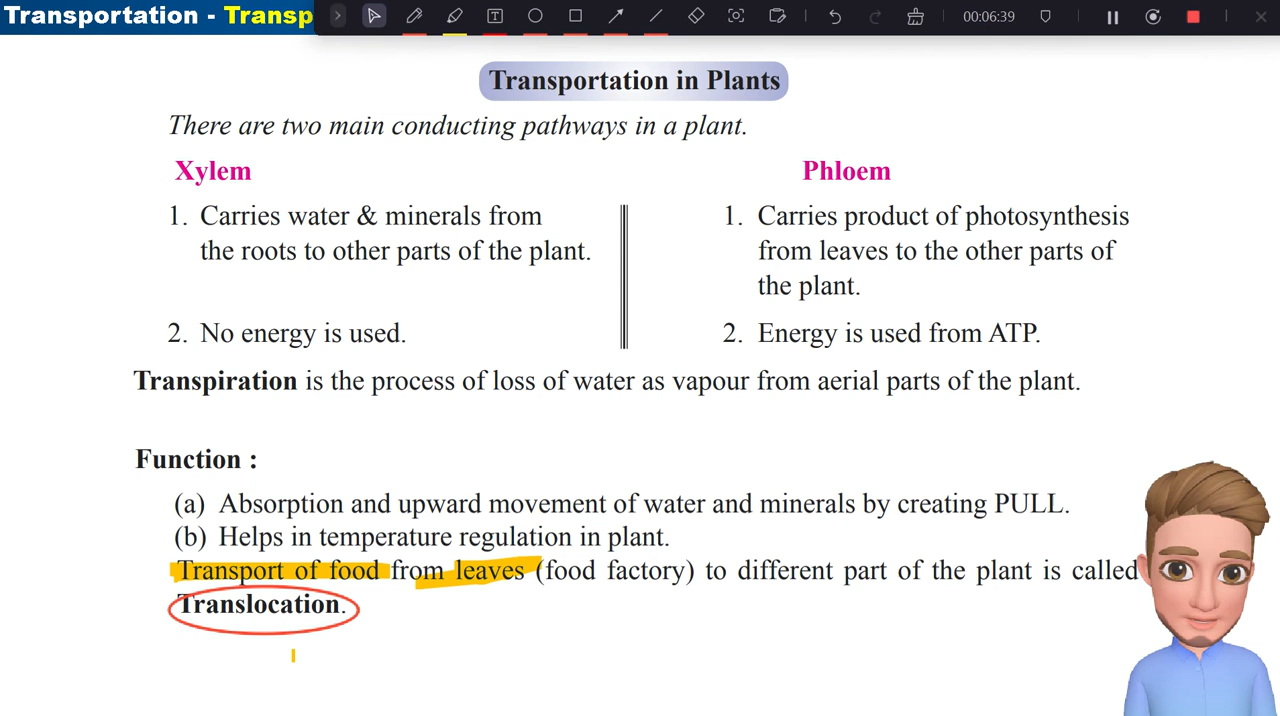 Transportation - Transp
00:06:39
Transportation in Plants
There are two main conducting pathways in a plant.
Xylem
1. Carries water & minerals from
the roots to other parts of the plant.
2. No energy is used.
Phloem
1. Carries product of photosynthesis
from leaves to the other parts of
the plant.
2. Energy is used from ATP.
Transpiration is the process of loss of water as vapour from aerial parts of the plant.
Function :
(a) Absorption and upward movement of water and minerals by creating PULL.
(b) Helps in temperature regulation in plant.
Transport of food from leaves (food factory) to different part of the plant is called
Translocation.